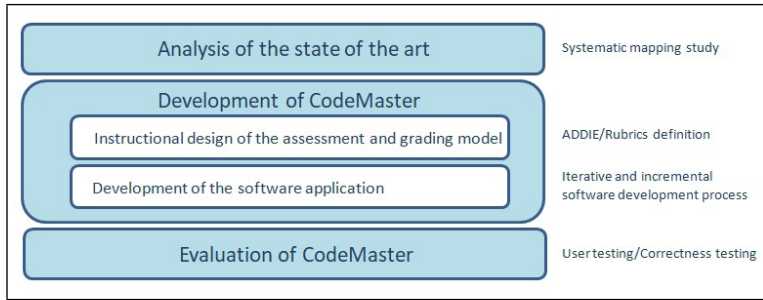 Analysis of the state of the art
Systematic mapping study
Development of CodeMaster
Instructional design of the assessment and grading model
ADDIE/Rubrics definition
Development of the software application
Iterative and incremental
software development process
Evaluation of CodeMaster
User testing/Correctness testing